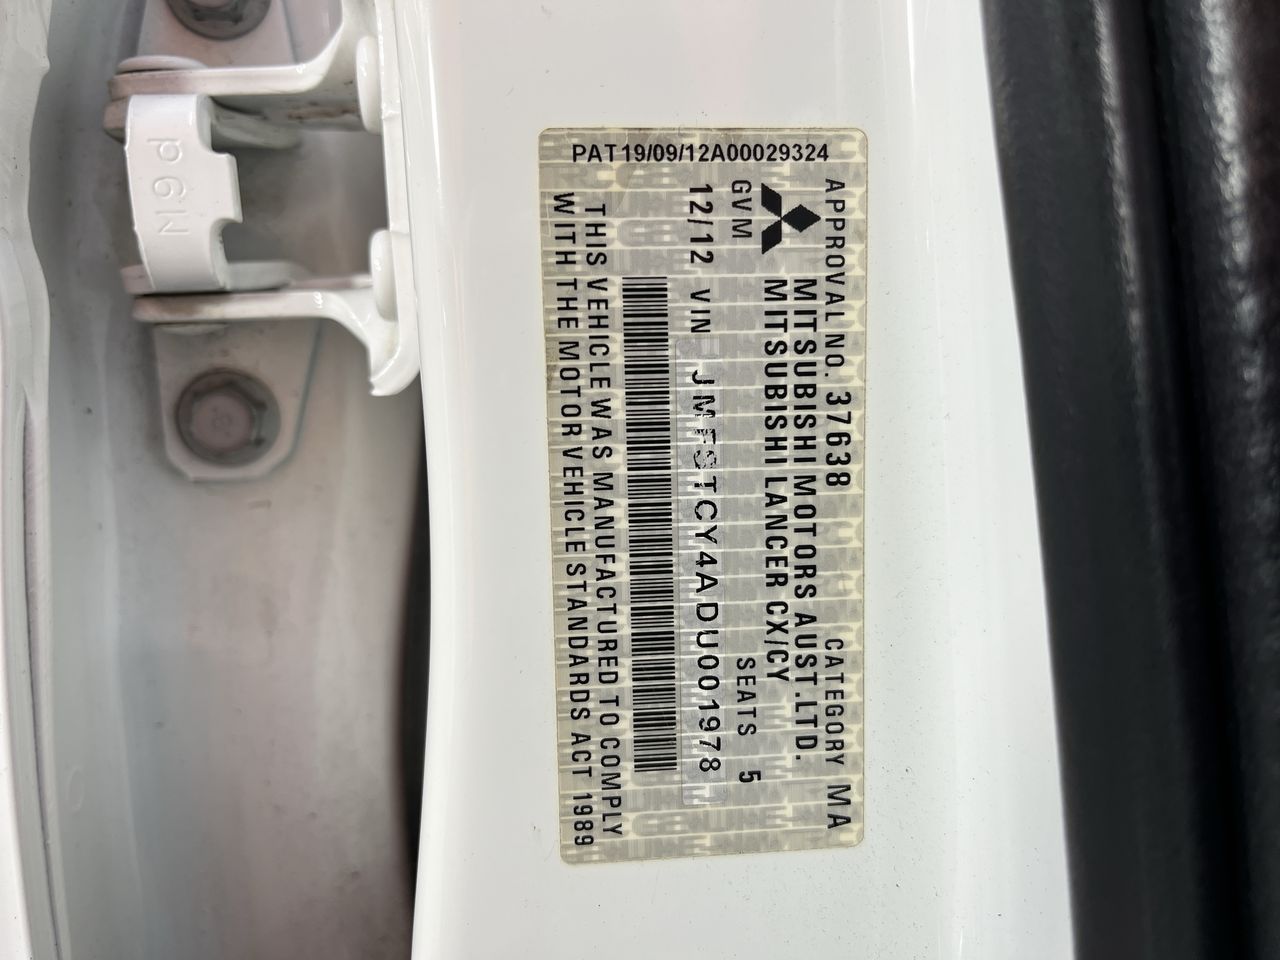 PAT19/09/12A00029324
APPROVAL NO. 37638 CATEGORY MA
MITSUBISHI MOTORS AUST.LTD.
MITSUBISHI LANCER CX/CY
GVM SEATS 5
12/12 VIN JMFSTCY4ADU001978
THIS VEHICLE WAS MANUFACTURED TO COMPLY
WITH THE MOTOR VEHICLE STANDARDS ACT 1989